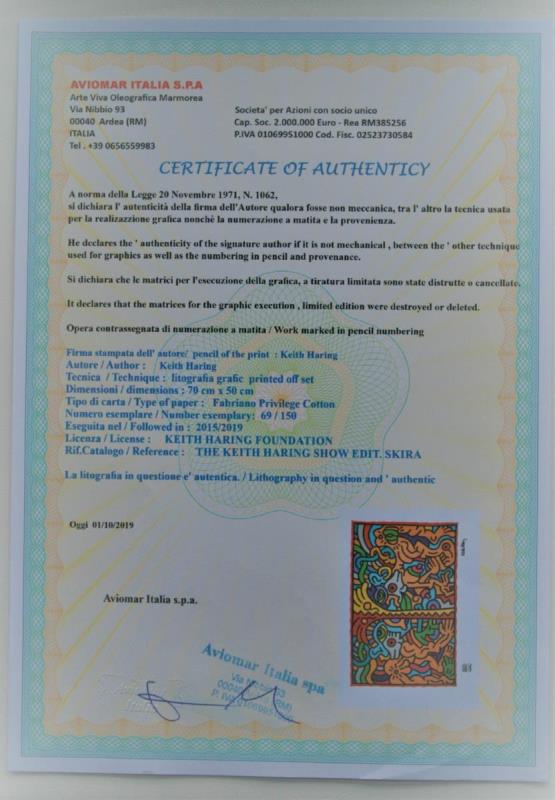 AVIOMAR ITALIA S.P.A
Arte Viva Oleografica Marmorea
Via Nibbio 93
00040 Ardea (RM)
ITALIA
Tel . +39 0656559983
Societa' per Azioni con socio unico
Cap. Soc. 2.000.000 Euro - Rea RM385256
P.IVA 01069951000 Cod. Fisc. 02523730584
CERTIFICATE OF AUTHENTICITY
A norma della Legge 20 Novembre 1971, N. 1062,
si dichiara l' autenticità della firma dell'Autore qualora fosse non meccanica, tra l' altro la tecnica usata
per la realizazzione grafica nonchè la numerazione a matita e la provenienza.
He declares the ' authenticity of the signature author if it is not mechanical , between the ' other technique
used for graphics as well as the numbering in pencil and provenance.
Si dichiara che le matrici per l'esecuzione della grafica, a tiratura limitata sono state distrutte o cancellate.
It declares that the matrices for the graphic execution , limited edition were destroyed or deleted.
Opera contrassegnata di numerazione a matita / Work marked in pencil numbering
Firma stampata dell' autore/ pencil of the print : Keith Haring
Autore / Author : Keith Haring
Tecnica / Technique : litografia grafic printed off set
Dimensioni / dimensions : 70 cm x 50 cm
Tipo di carta / Type of paper : Fabriano Privilege Cotton
Numero esemplare / Number exemplary: 69 / 150
Eseguita nel / Followed in : 2015/2019
Licenza / License : KEITH HARING FOUNDATION
Rif.Catalogo / Reference : THE KEITH HARING SHOW EDIT. SKIRA
La litografia in questione e' autentica. / Lithography in question and ' authentic
Oggi 01/10/2019
Aviomar Italia s.p.a.
Aviomar Italia spa
Via Nibbio 93
00040 (RM)
P. IVA 01069951000